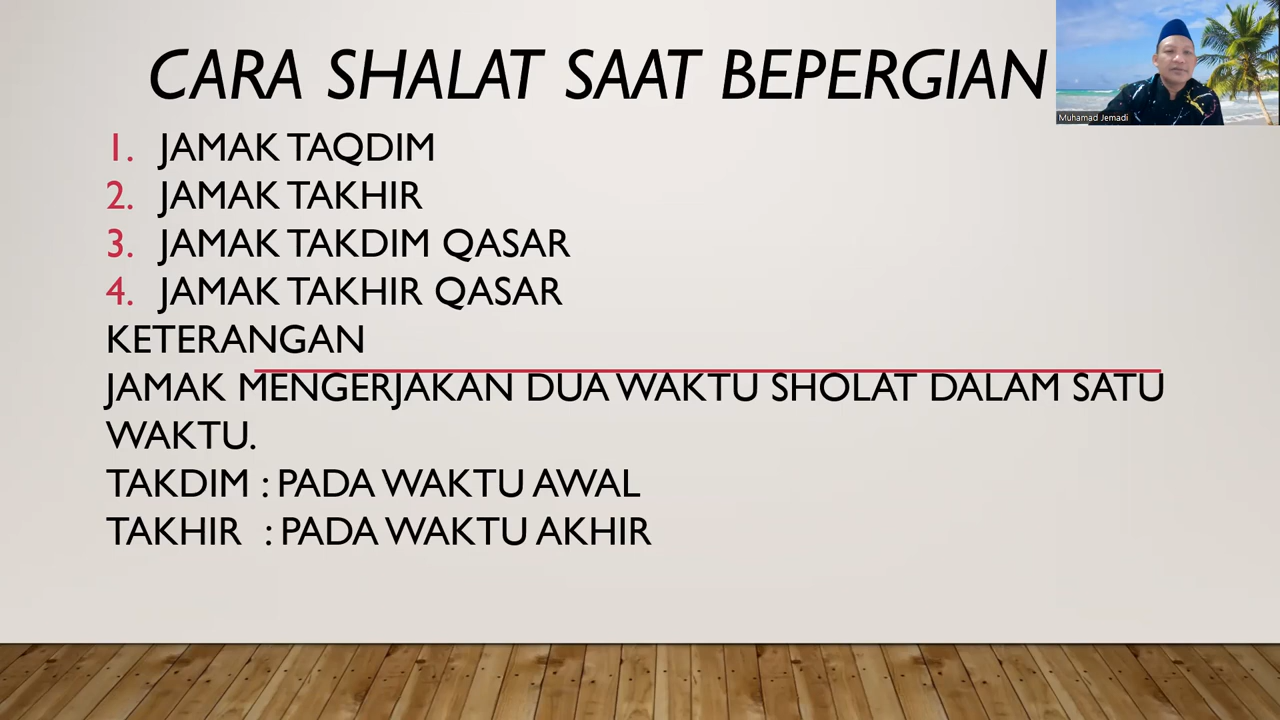 CARA SHALAT SAAT BEPERGIAN
Muhamad Jemadi
1. JAMAK TAQDIM
2. JAMAK TAKHIR
3. JAMAK TAKDIM QASAR
4. JAMAK TAKHIR QASAR
KETERANGAN
JAMAK MENGERJAKAN DUA WAKTU SHOLAT DALAM SATU
WAKTU.
TAKDIM : PADA WAKTU AWAL
TAKHIR : PADA WAKTU AKHIR